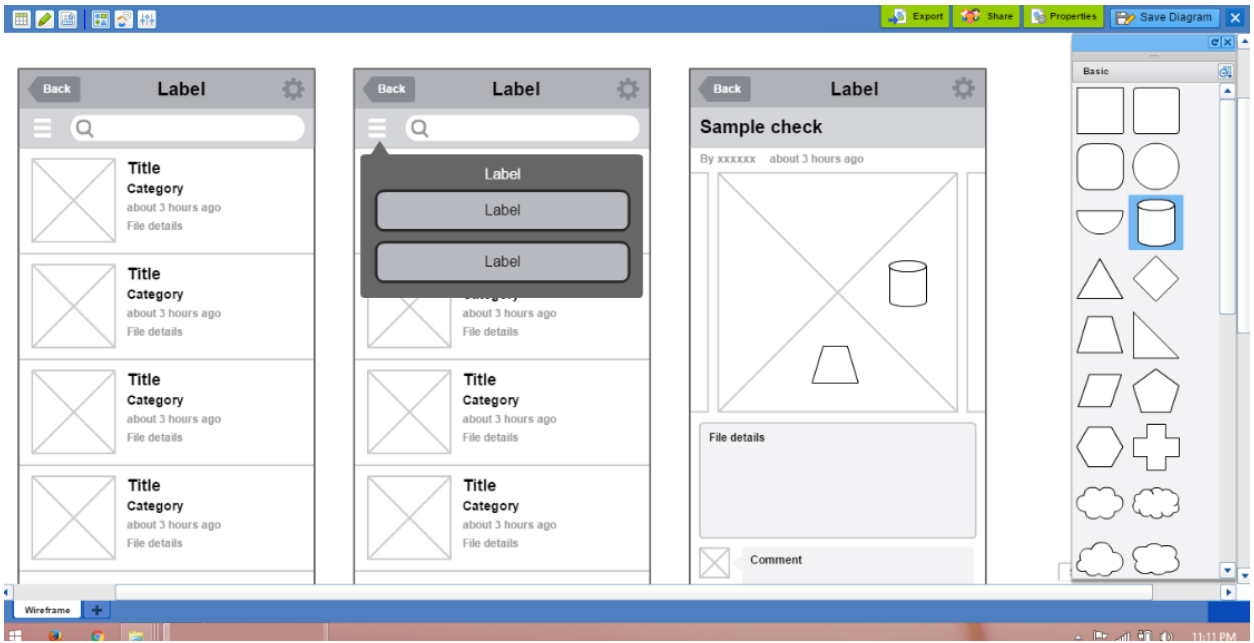 Export Share Properties Save Diagram
Basic
Back Label
Title
Category
about 3 hours ago
File details
Title
Category
about 3 hours ago
File details
Title
Category
about 3 hours ago
File details
Title
Category
about 3 hours ago
File details
Back Label
Label
Label
Label
about 3 hours ago
File details
Title
Category
about 3 hours ago
File details
Title
Category
about 3 hours ago
File details
Back Label
Sample check
By xxxxxx about 3 hours ago
File details
Comment
Wireframe
11:11 PM